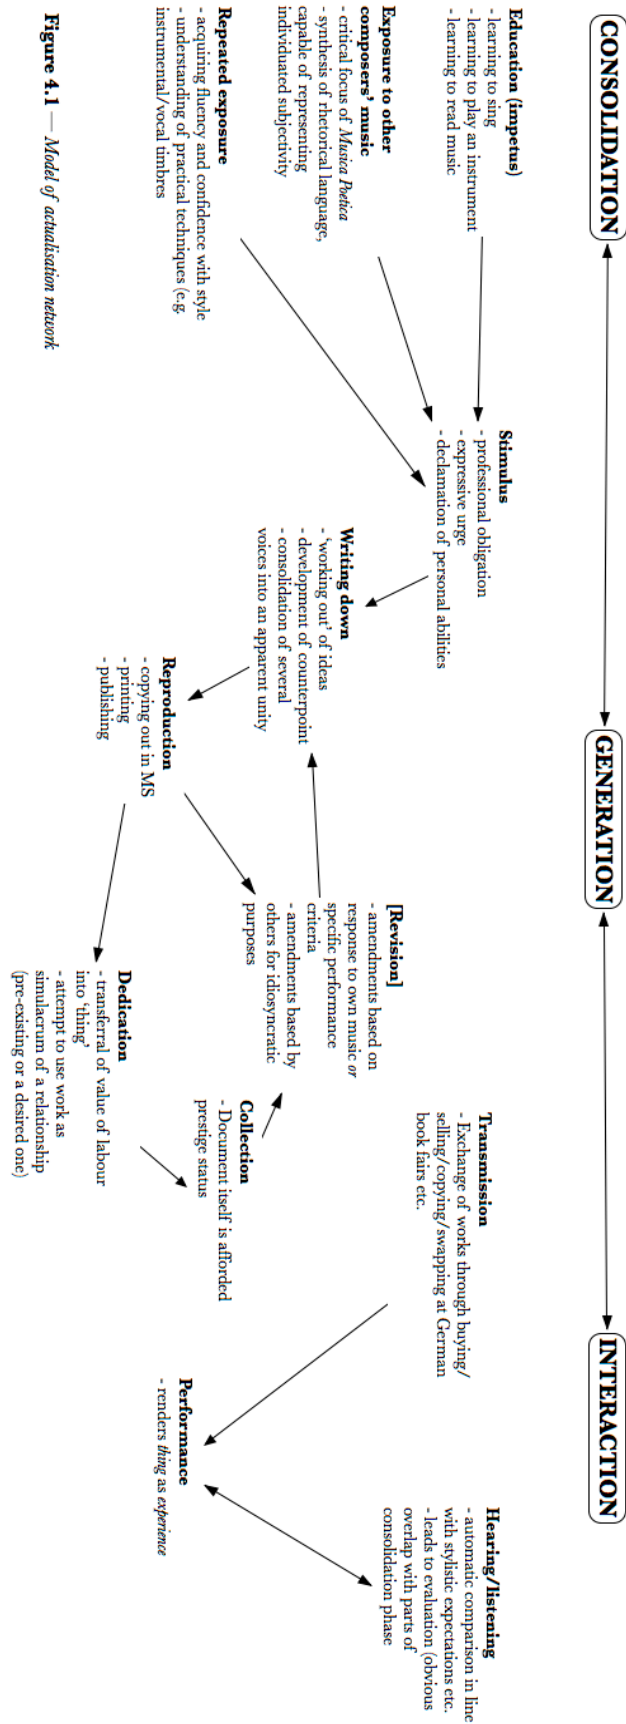 CONSOLIDATION
GENERATION
INTERACTION
Education (impetus)
- learning to sing
- learning to play an instrument
- learning to read music
Exposure to other
composers' music
- critical focus of Musica Poetica
- synthesis of rhetorical language,
capable of representing
individuated subjectivity
Repeated exposure
- acquiring fluency and confidence with style
- understanding of practical techniques (e.g.
instrumental/vocal timbres
Stimulus
- professional obligation
- expressive urge
- declamation of personal abilities
Writing down
- 'working out' of ideas
- development of counterpoint
- consolidation of several
voices into an apparent unity
Reproduction
- copying out in MS
- printing
- publishing
[Revision]
- amendments based on
response to own music or
specific performance
criteria
- amendments based by
others for idiosyncratic
purposes
Dedication
- transferral of value of labour
into 'thing'
- attempt to use work as
simulacrum of a relationship
(pre-existing or a desired one)
Collection
- Document itself is afforded
prestige status
Transmission
- Exchange of works through buying/
selling/copying/swapping at German
book fairs etc.
Performance
- renders thing as experience
Hearing/listening
- automatic comparison in line
with stylistic expectations etc.
- leads to evaluation (obvious
overlap with parts of
consolidation phase
Figure 4.1 — Model of actualisation network